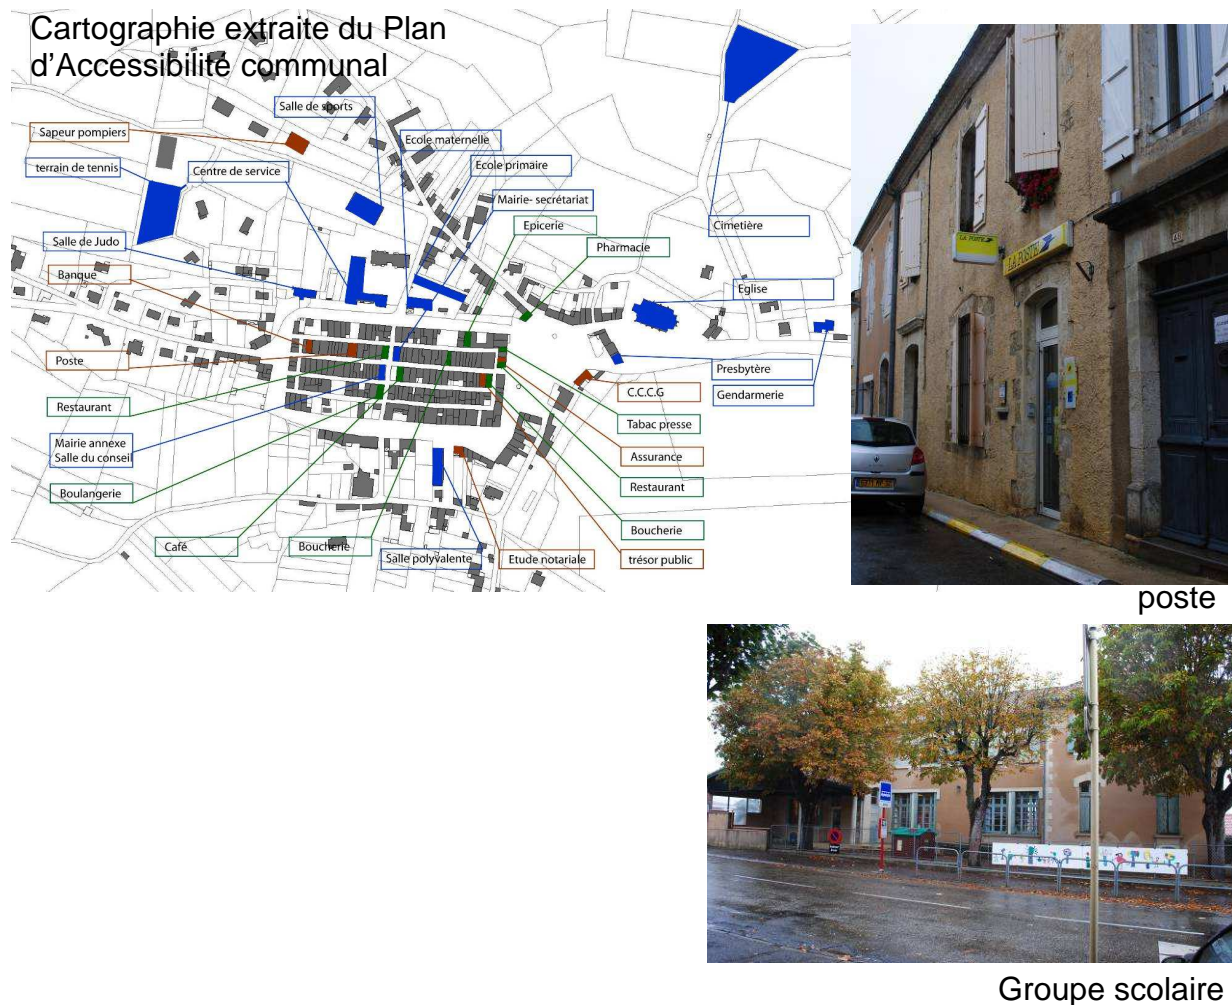 Cartographie extraite du Plan
d'Accessibilité communal
Salle de sports
Sapeur pompiers
Ecole maternelle
terrain de tennis
Centre de service
Ecole primaire
Mairie- secrétariat
Epicerie
Cimetière
Salle de Judo
Pharmacie
Banque
Eglise
Poste
Presbytère
C.C.C.G
Gendarmerie
Restaurant
Tabac presse
Mairie annexe
Salle du conseil
Assurance
Restaurant
Boulangerie
Boucherie
Café
Boucherie
Salle polyvalente
Etude notariale
trésor public
LA POSTE
LA POSTE
poste
Groupe scolaire